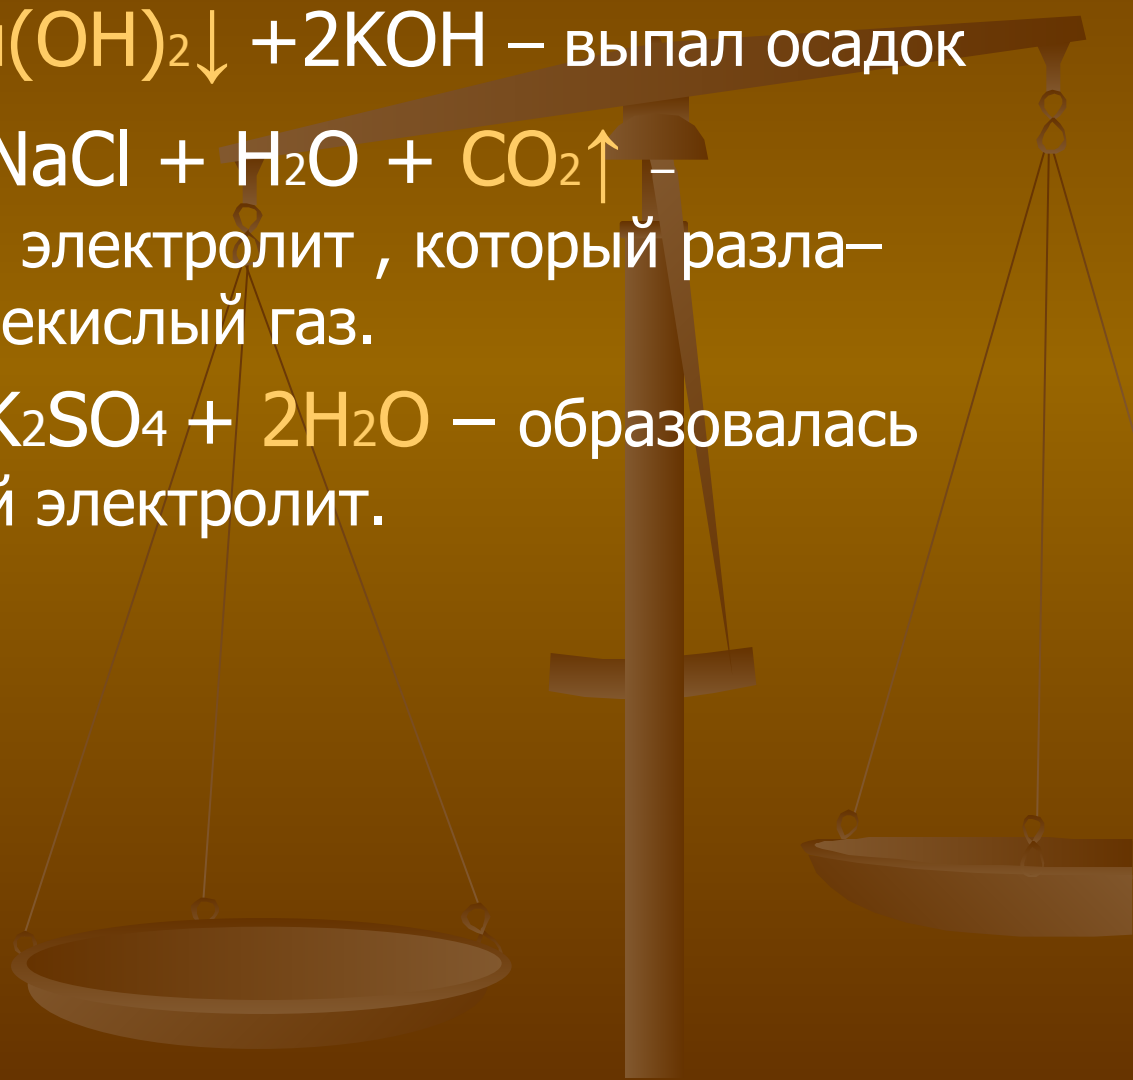 (OH)₂↓ +2KOH – выпал осадок
NaCl + H₂O + CO₂↑ –
электролит , который разла–
екислый газ.
K₂SO₄ + 2H₂O – образовалась
й электролит.